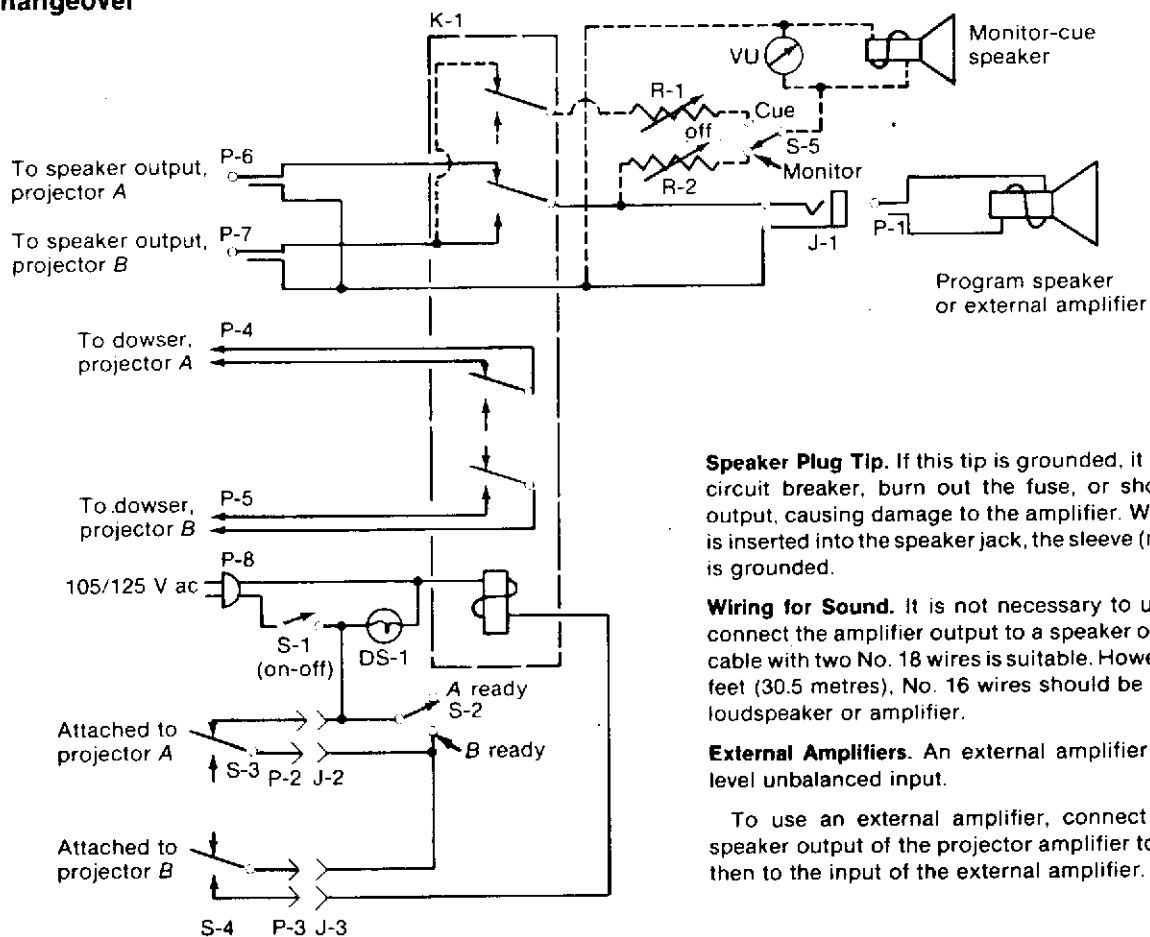 hangeover
K-1
Monitor-cue
speaker
VU
R-1
Cue
off
S-5
Monitor
R-2
To speaker output,
projector A
P-6
To speaker output,
projector B
P-7
J-1
P-1
Program speaker
or external amplifier
To dowser,
projector A
P-4
To dowser,
projector B
P-5
P-8
105/125 V ac
S-1
(on-off)
DS-1
A ready
S-2
B ready
Attached to
projector A
S-3 P-2 J-2
Attached to
projector B
S-4 P-3 J-3
Speaker Plug Tip. If this tip is grounded, it
circuit breaker, burn out the fuse, or sho
output, causing damage to the amplifier. W
is inserted into the speaker jack, the sleeve (r
is grounded.
Wiring for Sound. It is not necessary to u
connect the amplifier output to a speaker o
cable with two No. 18 wires is suitable. Howe
feet (30.5 metres), No. 16 wires should be
loudspeaker or amplifier.
External Amplifiers. An external amplifier
level unbalanced input.
To use an external amplifier, connect
speaker output of the projector amplifier to
then to the input of the external amplifier.